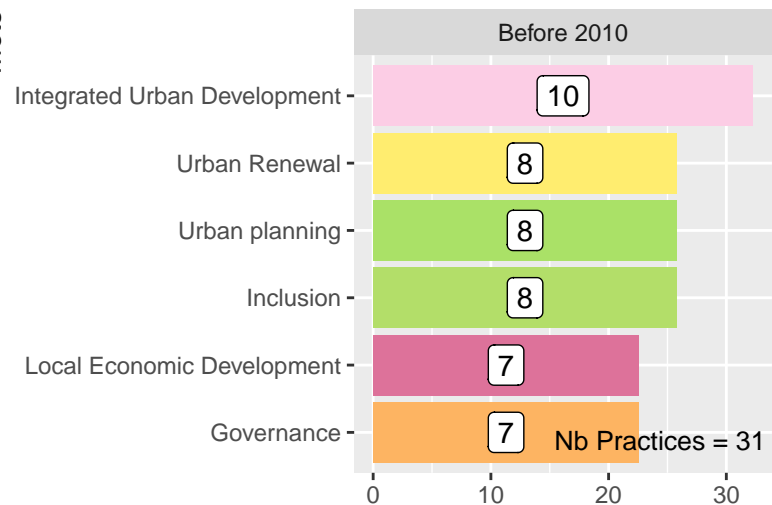 Before 2010
Integrated Urban Development
10
Urban Renewal
8
Urban planning
8
Inclusion
8
Local Economic Development
7
Governance
7
Nb Practices = 31
0
10
20
30